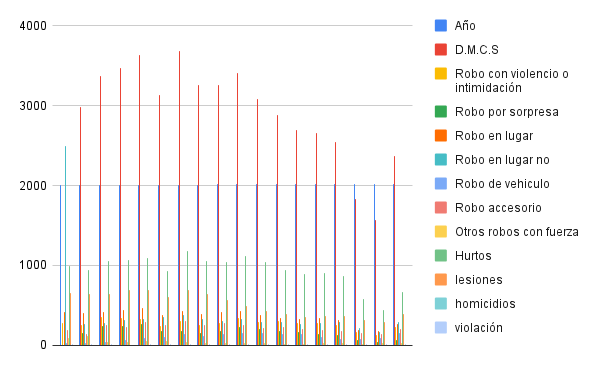 4000
3000
2000
1000
0
Año
D.M.C.S
Robo con violencio o
intimidación
Robo por sorpresa
Robo en lugar
Robo en lugar no
Robo de vehiculo
Robo accesorio
Otros robos con fuerza
Hurtos
lesiones
homicidios
violación